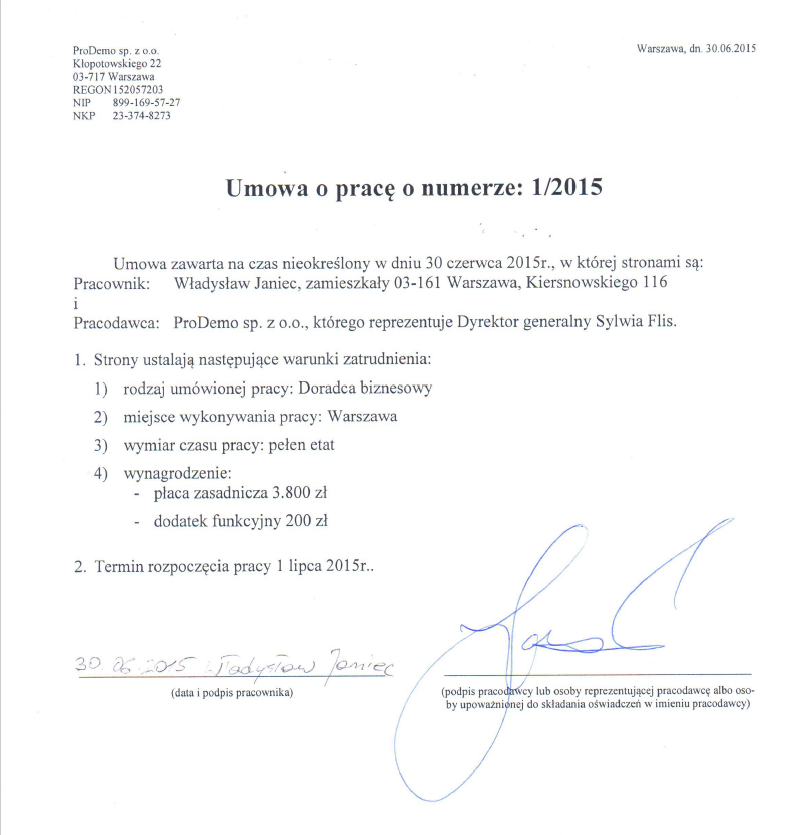 ProDemo sp. z o.o.
Kłopotowskiego 22
03-717 Warszawa
REGON 152057203
NIP 899-169-57-27
NKP 23-374-8273
Warszawa, dn. 30.06.2015
Umowa o pracę o numerze: 1/2015
Umowa zawarta na czas nieokreślony w dniu 30 czerwca 2015r., w której stronami są:
Pracownik: Władysław Janiec, zamieszkały 03-161 Warszawa, Kiersnowskiego 116
i
Pracodawca: ProDemo sp. z o.o., którego reprezentuje Dyrektor generalny Sylwia Flis.
1. Strony ustalają następujące warunki zatrudnienia:
1) rodzaj umówionej pracy: Doradca biznesowy
2) miejsce wykonywania pracy: Warszawa
3) wymiar czasu pracy: pełen etat
4) wynagrodzenie:
- płaca zasadnicza 3.800 zł
- dodatek funkcyjny 200 zł
2. Termin rozpoczęcia pracy 1 lipca 2015r..
30.06.2015 Władysław Janiec
(data i podpis pracownika)
(podpis pracodawcy lub osoby reprezentującej pracodawcę albo oso-
by upoważnionej do składania oświadczeń w imieniu pracodawcy)